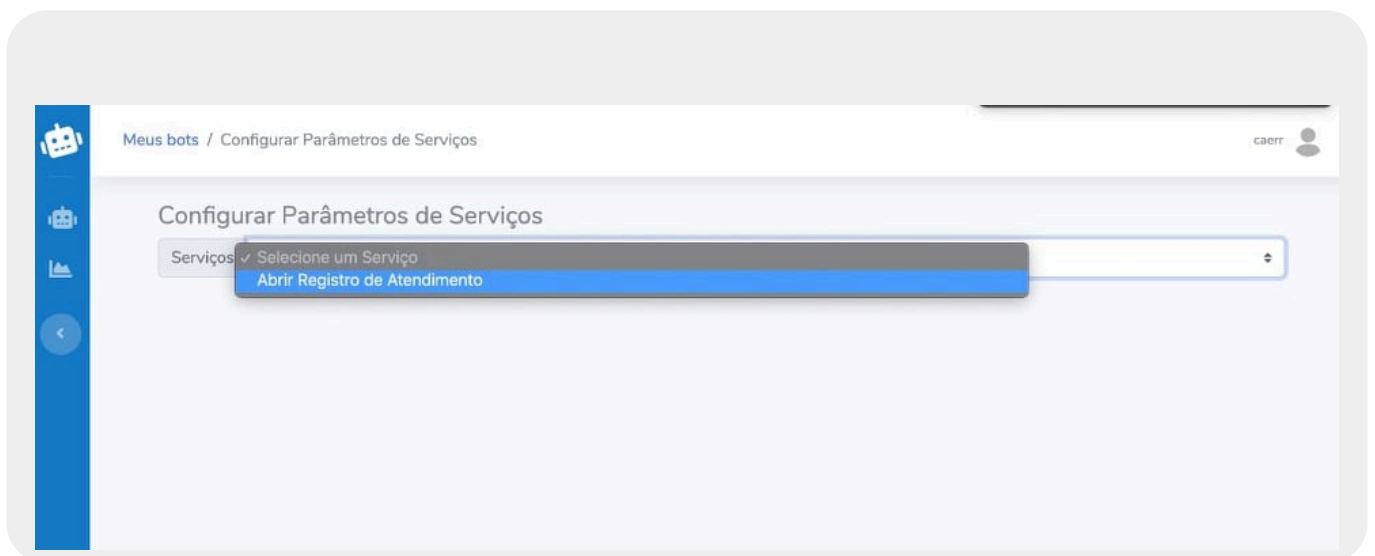 Meus bots / Configurar Parâmetros de Serviços
caerr
Configurar Parâmetros de Serviços
Serviços
✓ Selecione um Serviço
Abrir Registro de Atendimento